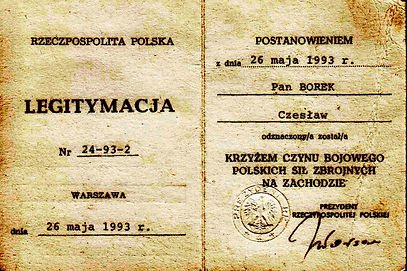 RZECZPOSPOLITA POLSKA
LEGITYMACJA
Nr 24-93-2
WARSZAWA
dnia 26 maja 1993 r.
POSTANOWIENIEM
z dnia 26 maja 1993 r.
Pan BOREK
Czesław
odznaczony/a został/a
KRZYŻEM CZYNU BOJOWEGO
POLSKICH SIŁ ZBROJNYCH
NA ZACHODZIE
PREZYDENT
RZECZYPOSPOLITEJ POLSKIEJ